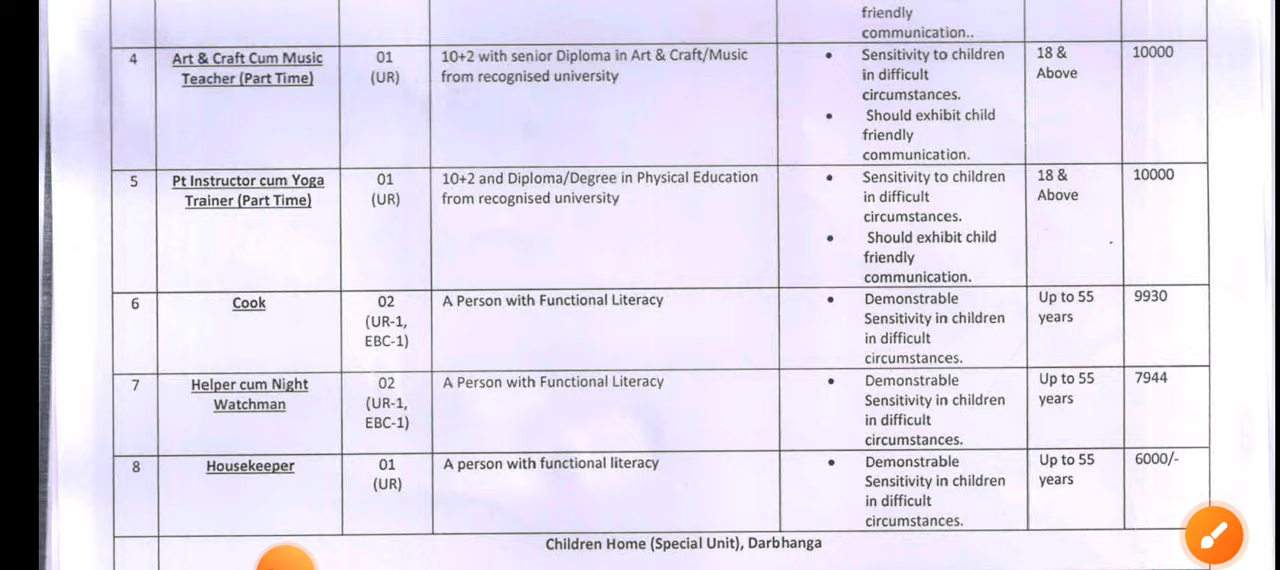 friendly
communication..
4 Art & Craft Cum Music 01 10+2 with senior Diploma in Art & Craft/Music • Sensitivity to children 18 & 10000
Teacher (Part Time) (UR) from recognised university in difficult Above
circumstances.
• Should exhibit child
friendly
communication.
5 Pt Instructor cum Yoga 01 10+2 and Diploma/Degree in Physical Education • Sensitivity to children 18 & 10000
Trainer (Part Time) (UR) from recognised university in difficult Above
circumstances.
• Should exhibit child
friendly
communication.
6 Cook 02 A Person with Functional Literacy • Demonstrable Up to 55 9930
(UR-1, Sensitivity in children years
EBC-1) in difficult
circumstances.
7 Helper cum Night 02 A Person with Functional Literacy • Demonstrable Up to 55 7944
Watchman (UR-1, Sensitivity in children years
EBC-1) in difficult
circumstances.
8 Housekeeper 01 A person with functional literacy • Demonstrable Up to 55 6000/-
(UR) Sensitivity in children years
in difficult
circumstances.
Children Home (Special Unit), Darbhanga